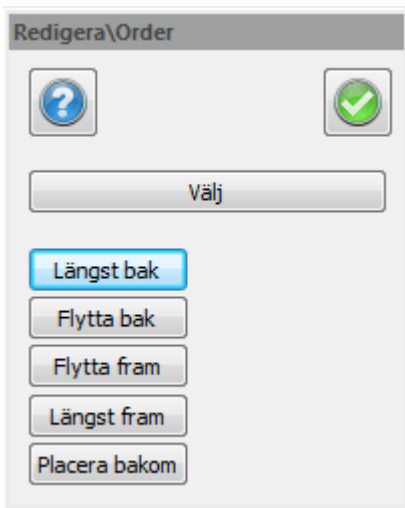 Redigera\Order
Välj
Längst bak
Flytta bak
Flytta fram
Längst fram
Placera bakom